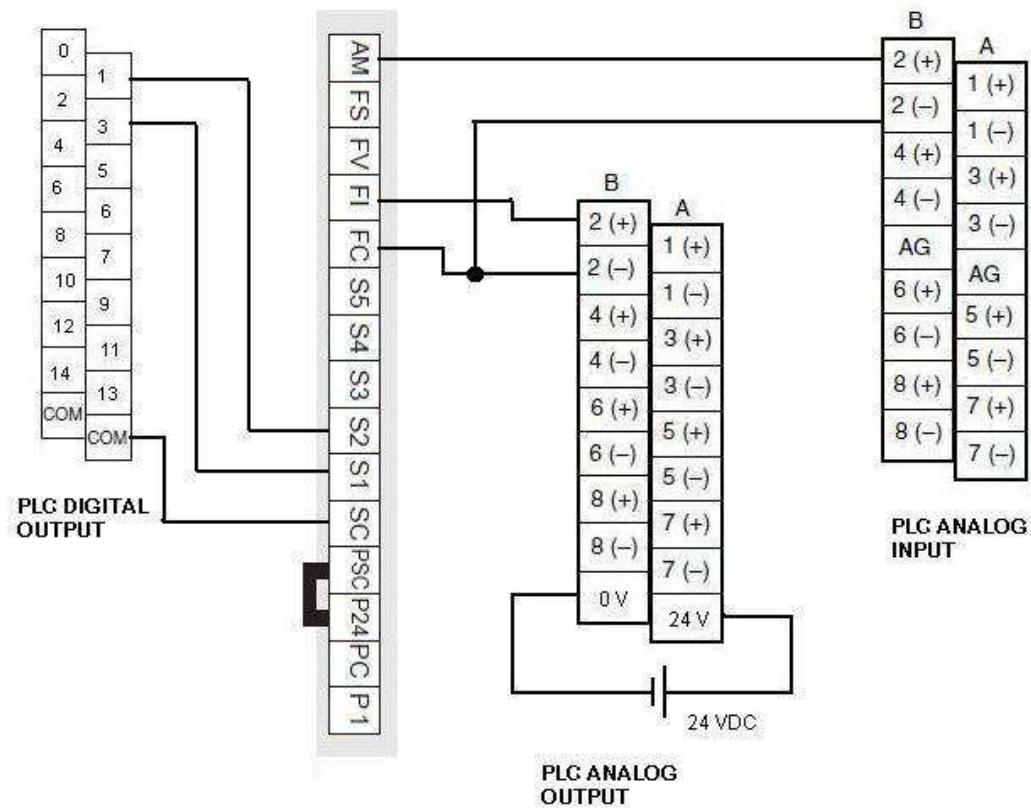 0
2
4
6
8
10
12
14
COM
1
3
5
6
7
9
11
13
COM
PLC DIGITAL
OUTPUT
AM
FS
FV
FI
FC
S5
S4
S3
S2
S1
SC
PSC
P24
PC
P1
B
2 (+)
2 (–)
4 (+)
4 (–)
6 (+)
6 (–)
8 (+)
8 (–)
0 V
A
1 (+)
1 (–)
3 (+)
3 (–)
5 (+)
5 (–)
7 (+)
7 (–)
24 V
24 VDC
PLC ANALOG
OUTPUT
B
2 (+)
2 (–)
4 (+)
4 (–)
AG
6 (+)
6 (–)
8 (+)
8 (–)
A
1 (+)
1 (–)
3 (+)
3 (–)
AG
5 (+)
5 (–)
7 (+)
7 (–)
PLC ANALOG
INPUT